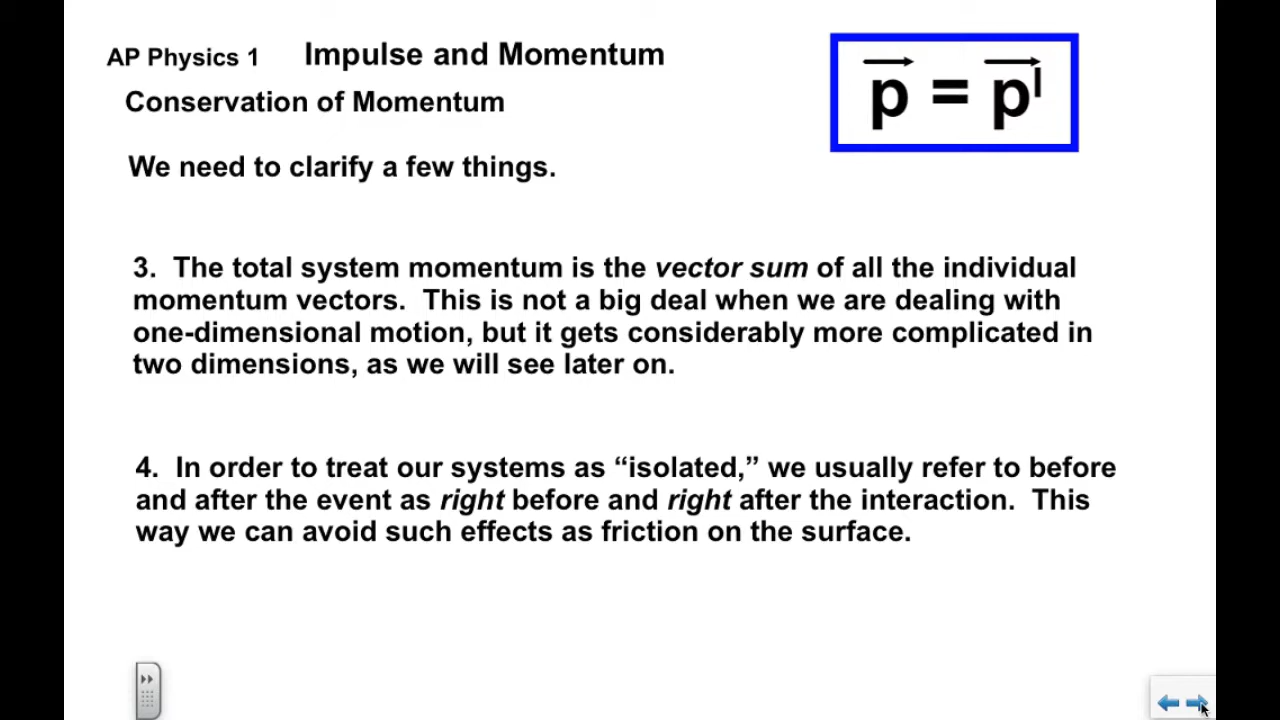 AP Physics 1 Impulse and Momentum
Conservation of Momentum
p = p'
We need to clarify a few things.
3. The total system momentum is the vector sum of all the individual
momentum vectors. This is not a big deal when we are dealing with
one-dimensional motion, but it gets considerably more complicated in
two dimensions, as we will see later on.
4. In order to treat our systems as “isolated,” we usually refer to before
and after the event as right before and right after the interaction. This
way we can avoid such effects as friction on the surface.